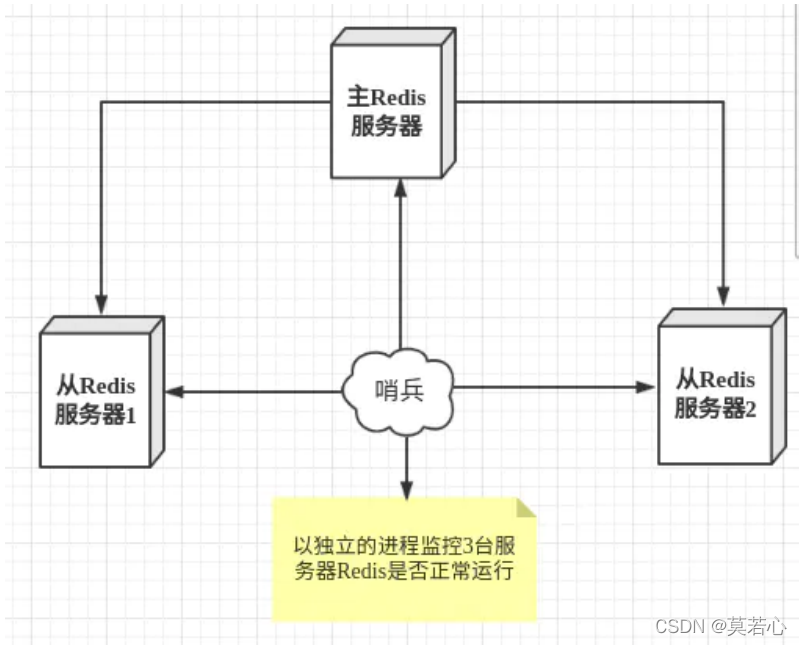 主Redis
服务器
从Redis
服务器1
哨兵
从Redis
服务器2
以独立的进程监控3台服
务器Redis是否正常运行
CSDN @莫若心